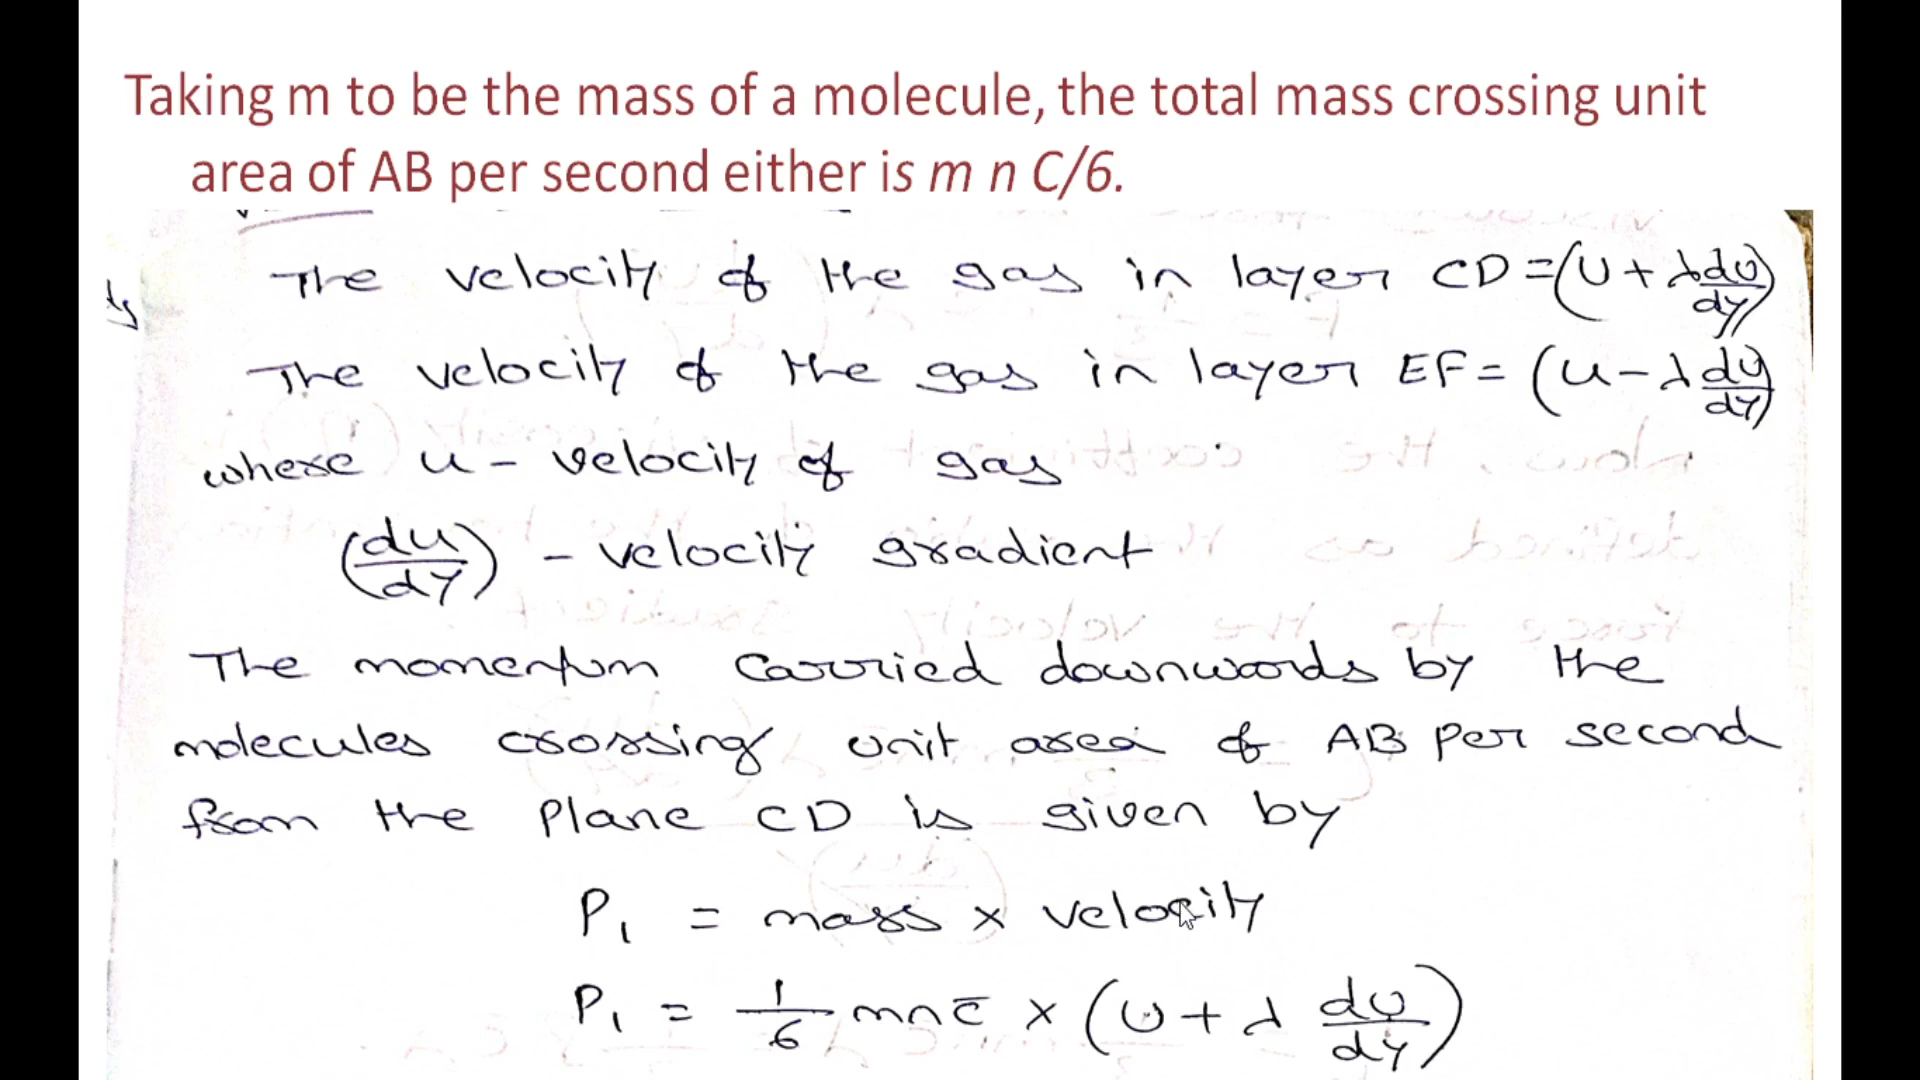 Taking m to be the mass of a molecule, the total mass crossing unit
area of AB per second either is m n C/6.
The velocity of the gas in layer CD = (U + λ du/dy)
The velocity of the gas in layer EF = (u - λ du/dy)
where u - velocity of gas
(du/dy) - velocity gradient
The momentum carried downwards by the
molecules crossing unit area of AB per second
from the plane CD is given by
P₁ = mass × velocity
P₁ = 1/6 mnc̄ × (U + λ du/dy)